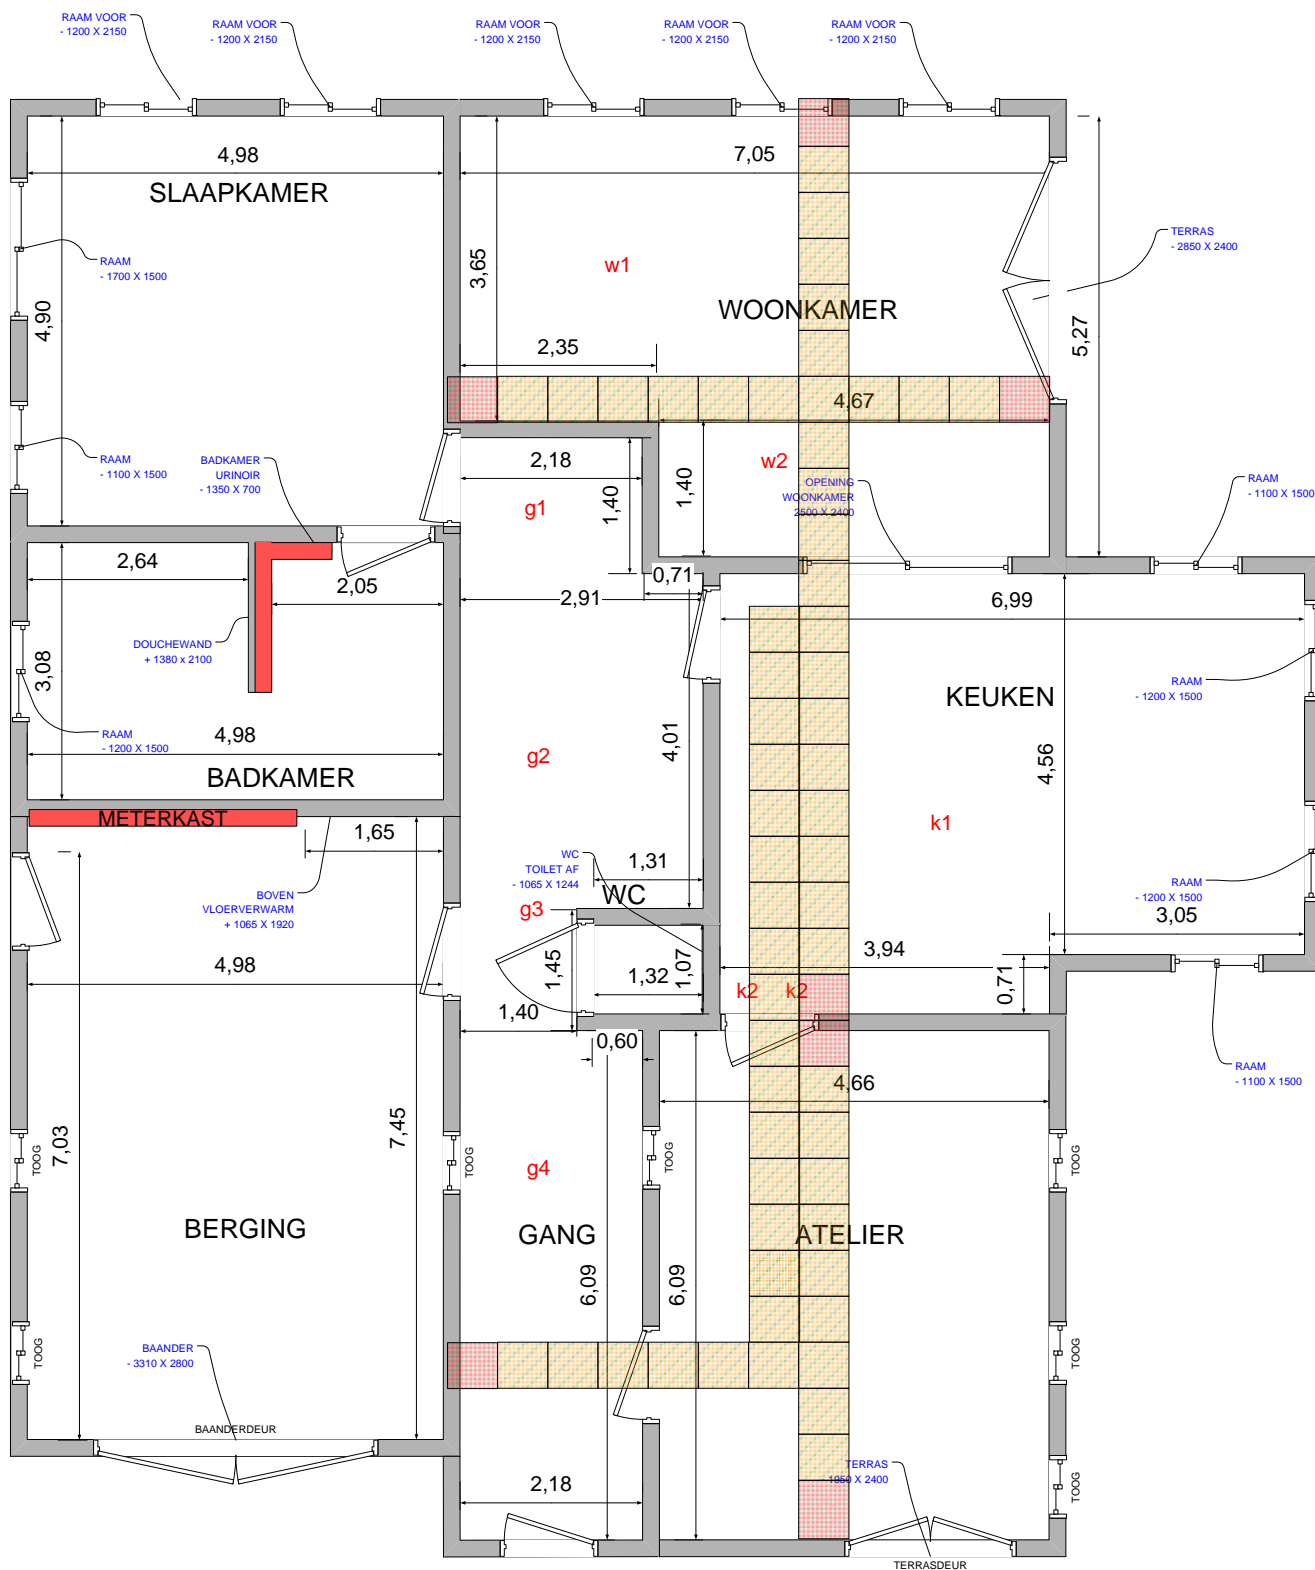 RAAM VOOR
- 1200 X 2150
RAAM VOOR
- 1200 X 2150
RAAM VOOR
- 1200 X 2150
RAAM VOOR
- 1200 X 2150
RAAM VOOR
- 1200 X 2150
4,98
SLAAPKAMER
7,05
TERRAS
- 2850 X 2400
RAAM
- 1700 X 1500
3,65
w1
WOONKAMER
4,90
5,27
2,35
4,67
RAAM
- 1100 X 1500
BADKAMER
URINOIR
- 1350 X 700
2,18
1,40
g1
1,40
w2
OPENING
WOONKAMER
2500 X 2400
RAAM
- 1100 X 1500
2,64
2,05
0,71
2,91
6,99
DOUCHEWAND
+ 1380 x 2100
3,08
RAAM
- 1200 X 1500
KEUKEN
4,98
RAAM
- 1200 X 1500
BADKAMER
g2
4,01
4,56
METERKAST
1,65
k1
WC
TOILET AF
- 1065 X 1244
1,31
WC
BOVEN
VLOERVERWARM
+ 1065 X 1920
g3
RAAM
- 1200 X 1500
3,05
4,98
1,45
1,07
1,32
3,94
k2
k2
0,71
1,40
0,60
4,66
RAAM
- 1100 X 1500
7,03
7,45
TOOG
TOOG
TOOG
TOOG
g4
BERGING
GANG
ATELIER
6,09
6,09
BAANDER
- 3310 X 2800
TOOG
TOOG
BAANDERDEUR
TERRAS
1950 X 2400
TOOG
2,18
TERRASDEUR